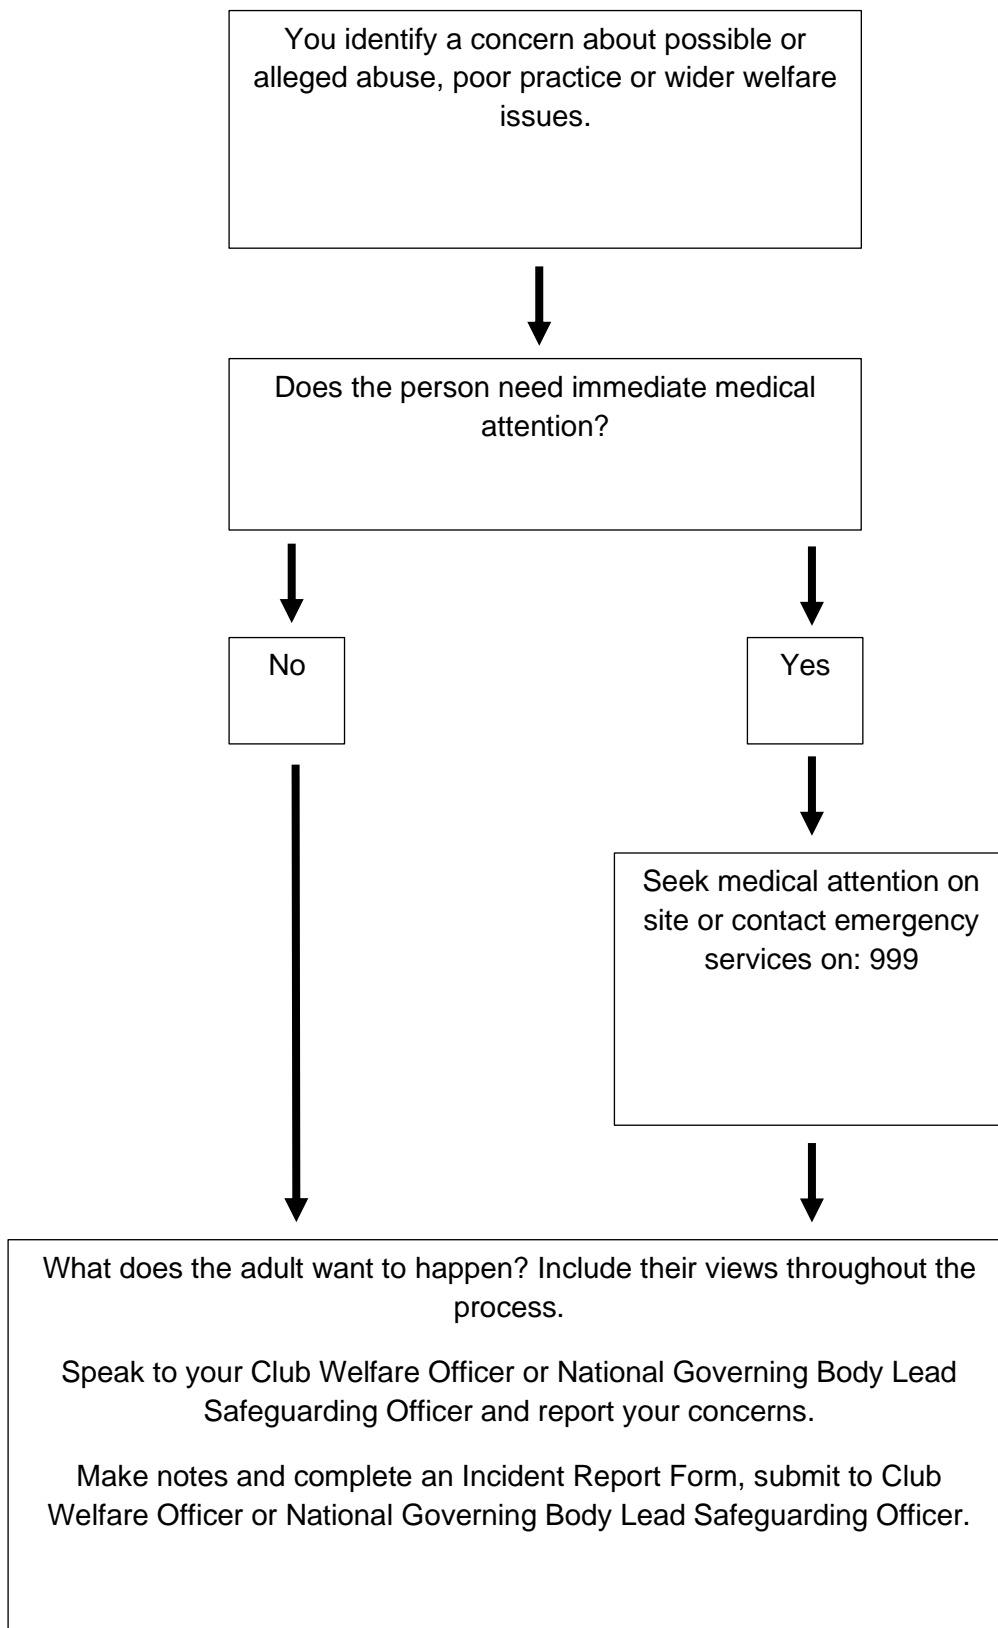 You identify a concern about possible or
alleged abuse, poor practice or wider welfare
issues.
Does the person need immediate medical
attention?
No
Yes
Seek medical attention on
site or contact emergency
services on: 999
What does the adult want to happen? Include their views throughout the
process.
Speak to your Club Welfare Officer or National Governing Body Lead
Safeguarding Officer and report your concerns.
Make notes and complete an Incident Report Form, submit to Club
Welfare Officer or National Governing Body Lead Safeguarding Officer.